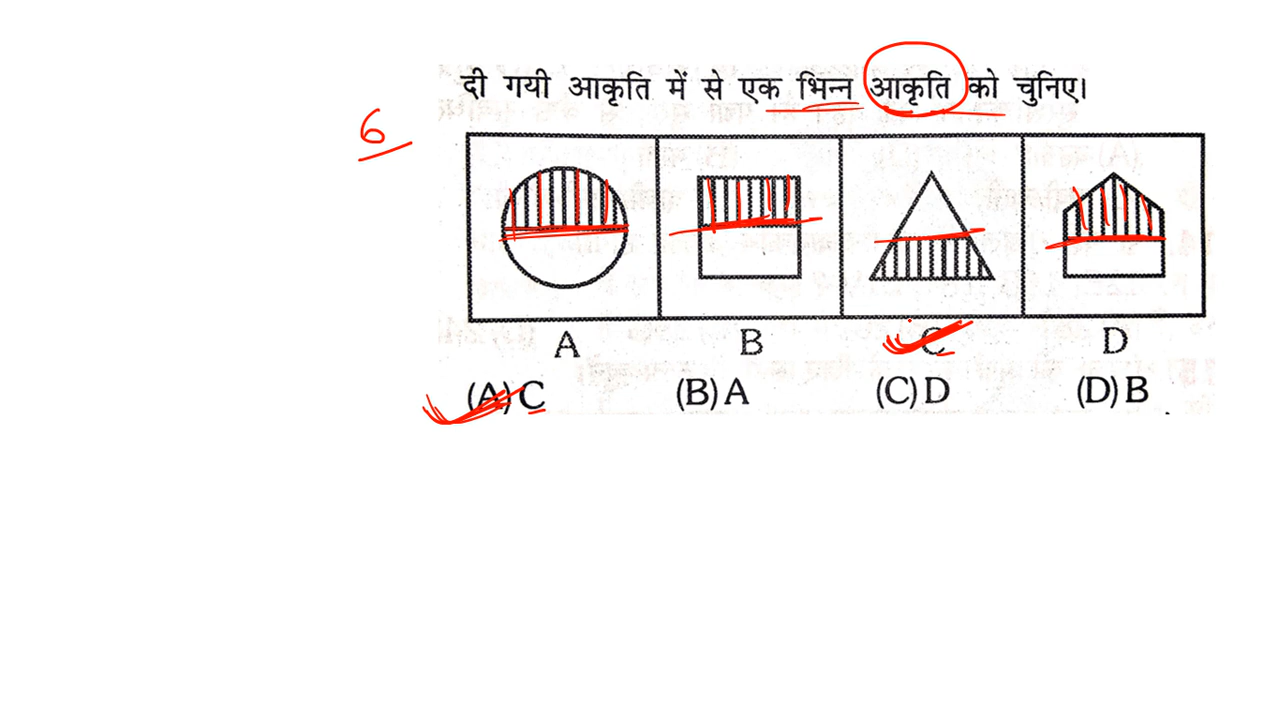 दी गयी आकृति में से एक भिन्न आकृति को चुनिए।
6
A B C D
(A) C (B) A (C) D (D) B